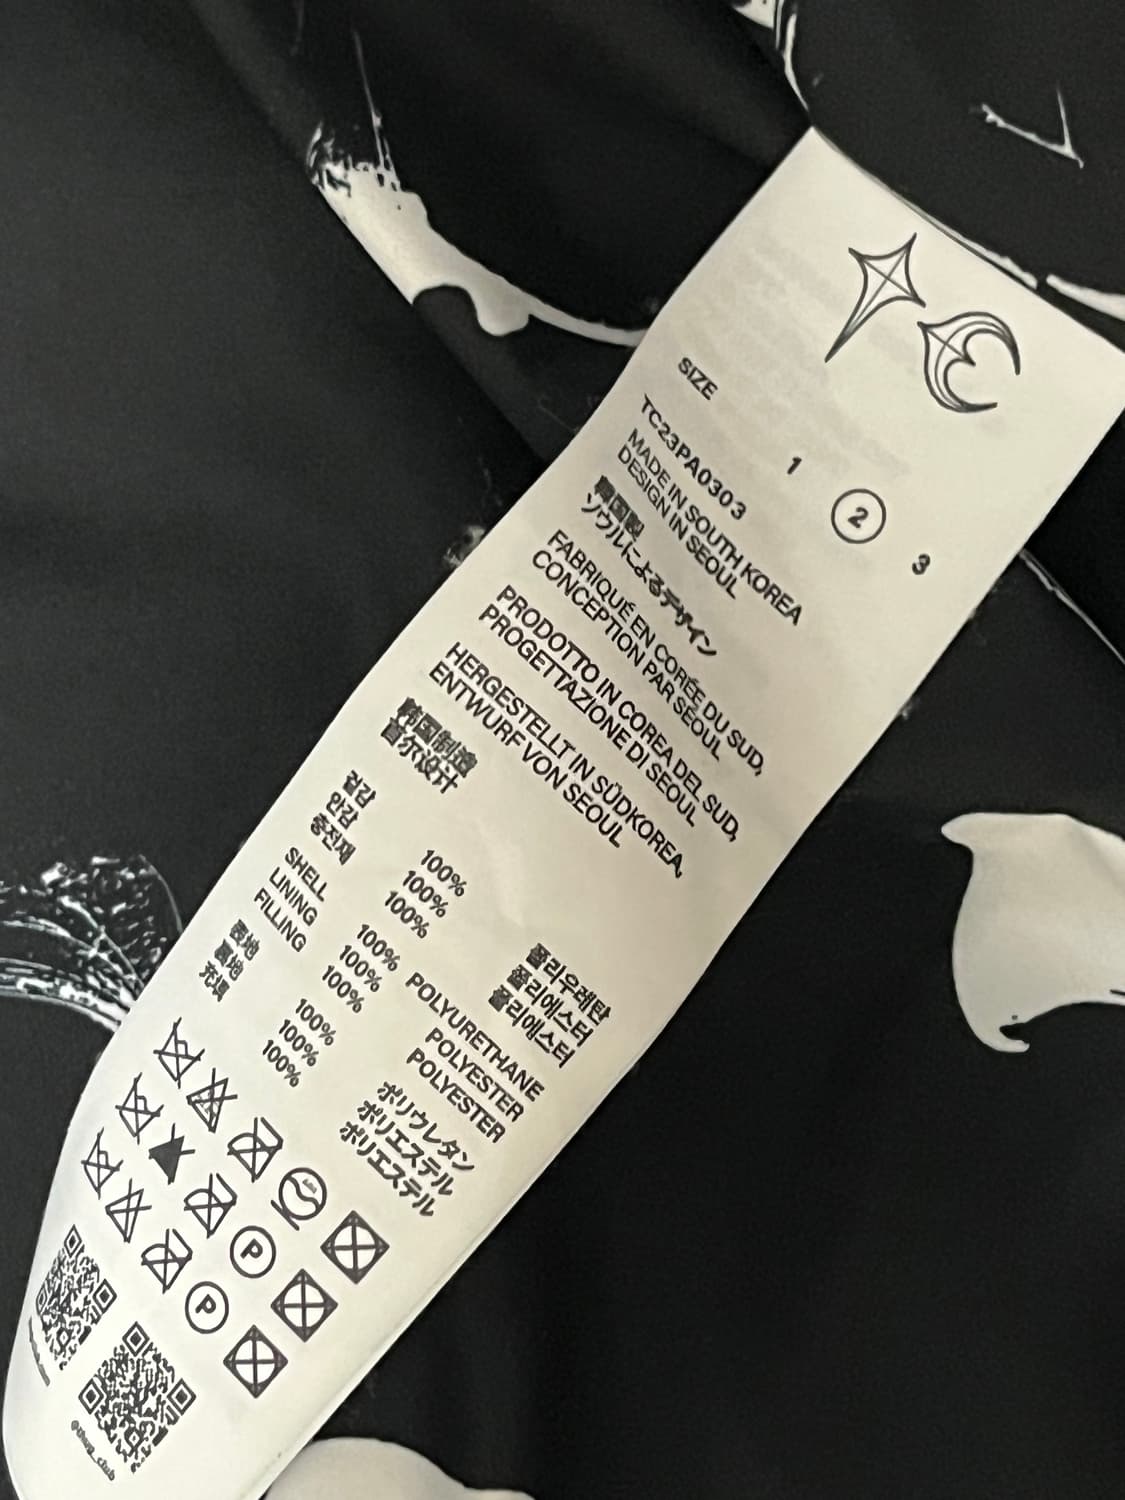 SIZE 1 2 3
TC23PA0303
MADE IN SOUTH KOREA
DESIGN IN SEOUL
韓国製
ソウルによるデザイン
FABRIQUÉ EN CORÉE DU SUD,
CONCEPTION PAR SÉOUL
PRODOTTO IN COREA DEL SUD,
PROGETTAZIONE DI SEOUL
HERGESTELLT IN SÜDKOREA,
ENTWURF VON SEOUL
韩国制造
首尔设计
겉감 100% 폴리우레탄
안감 100% 폴리에스터
충전재 100% 폴리에스터
SHELL 100% POLYURETHANE
LINING 100% POLYESTER
FILLING 100% POLYESTER
表地 100% ポリウレタン
裏地 100% ポリエステル
充填 100% ポリエステル
P
P
@thug_club